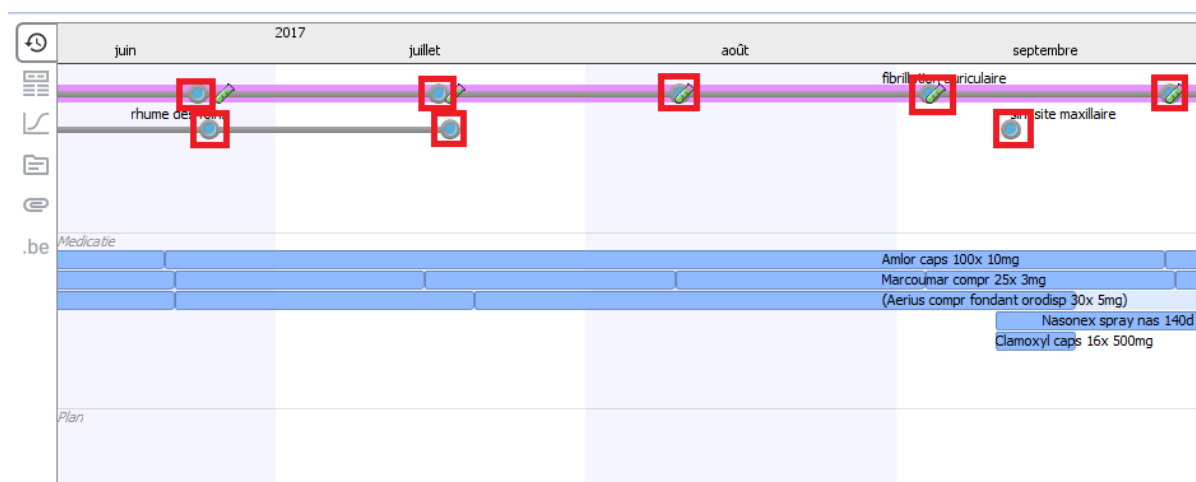 2017
juin juillet août septembre
fibrillation auriculaire
rhume des foins
sinusite maxillaire
.be
Medicatie
Amlor caps 100x 10mg
Marcoumar compr 25x 3mg
(Aerius compr fondant orodisp 30x 5mg)
Nasonex spray nas 140d
Clamoxyl caps 16x 500mg
Plan